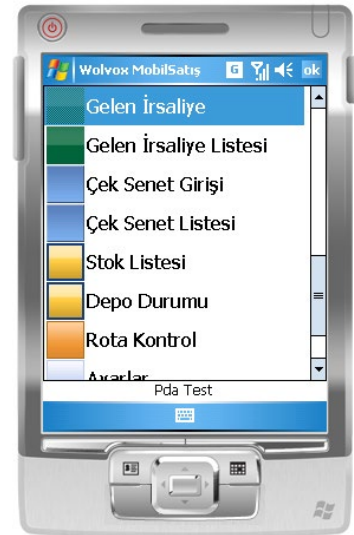 Wolvox MobilSatış
G
ok
Gelen İrsaliye
Gelen İrsaliye Listesi
Çek Senet Girişi
Çek Senet Listesi
Stok Listesi
Depo Durumu
Rota Kontrol
Ayarlar
Pda Test